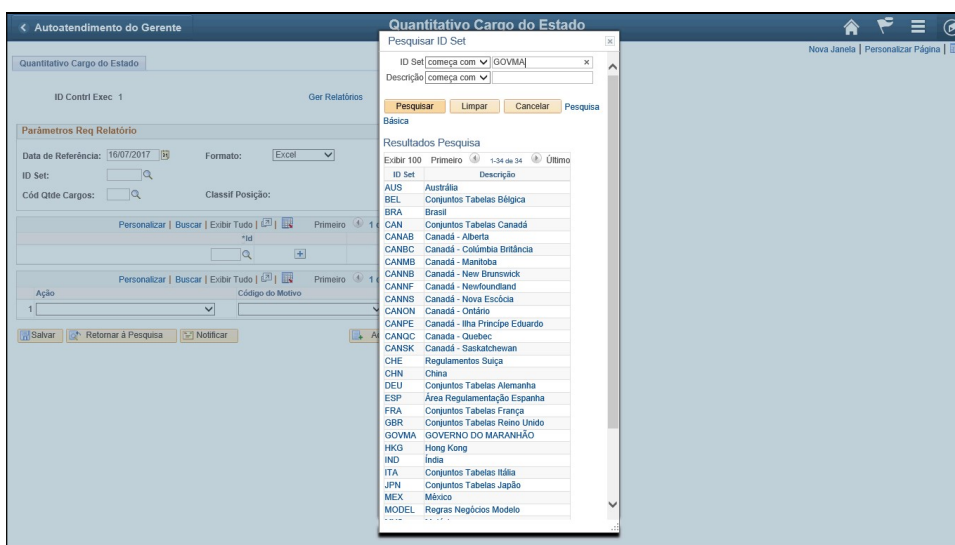 Autoatendimento do Gerente
Quantitativo Cargo do Estado
Nova Janela | Personalizar Página |
Quantitativo Cargo do Estado
ID Contrl Exec 1
Ger Relatórios
Parâmetros Req Relatório
Data de Referência: 16/07/2017 Formato: Excel
ID Set:
Cód Qtde Cargos: Classif Posição:
Personalizar | Buscar | Exibir Tudo | Primeiro 1
*Id
Personalizar | Buscar | Exibir Tudo | Primeiro 1
Ação Código do Motivo
1
Salvar Retornar à Pesquisa Notificar
Pesquisar ID Set
ID Set começa com GOVMA
Descrição começa com
Pesquisar Limpar Cancelar Pesquisa
Básica
Resultados Pesquisa
Exibir 100 Primeiro 1-34 de 34 Último
ID Set Descrição
AUS Austrália
BEL Conjuntos Tabelas Bélgica
BRA Brasil
CAN Conjuntos Tabelas Canadá
CANAB Canadá - Alberta
CANBC Canadá - Colúmbia Britância
CANMB Canadá - Manitoba
CANNB Canadá - New Brunswick
CANNF Canadá - Newfoundland
CANNS Canadá - Nova Escócia
CANON Canadá - Ontário
CANPE Canadá - Ilha Princípe Eduardo
CANQC Canada - Quebec
CANSK Canadá - Saskatchewan
CHE Regulamentos Suiça
CHN China
DEU Conjuntos Tabelas Alemanha
ESP Área Regulamentação Espanha
FRA Conjuntos Tabelas França
GBR Conjuntos Tabelas Reino Unido
GOVMA GOVERNO DO MARANHÃO
HKG Hong Kong
IND Índia
ITA Conjuntos Tabelas Itália
JPN Conjuntos Tabelas Japão
MEX México
MODEL Regras Negócios Modelo